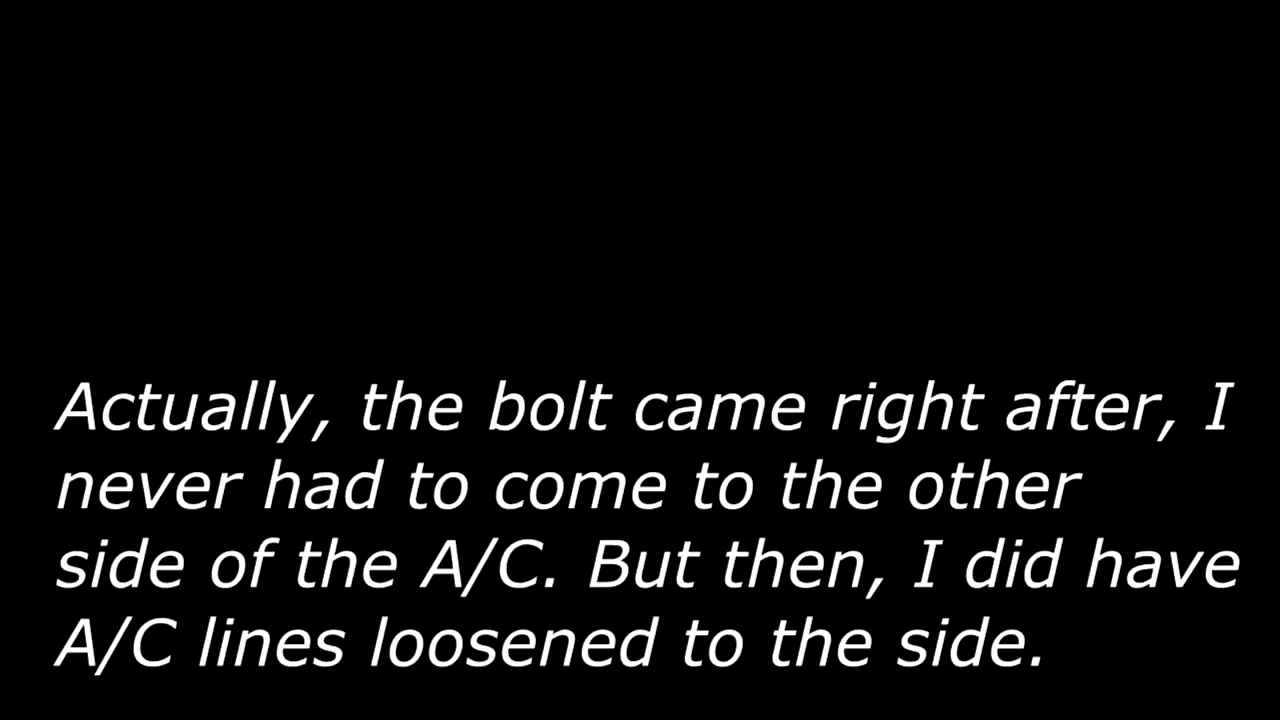 Actually, the bolt came right after, I
never had to come to the other
side of the A/C. But then, I did have
A/C lines loosened to the side.